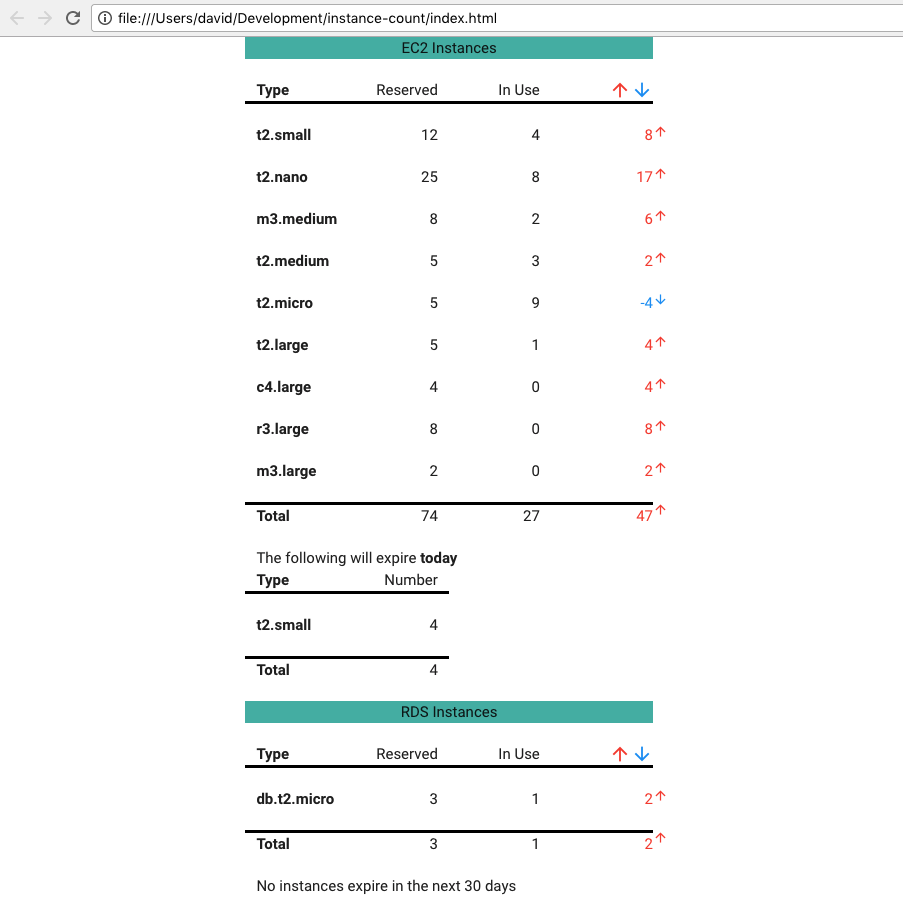 file:///Users/david/Development/instance-count/index.html
EC2 Instances
Type Reserved In Use ↑ ↓
t2.small 12 4 8↑
t2.nano 25 8 17↑
m3.medium 8 2 6↑
t2.medium 5 3 2↑
t2.micro 5 9 -4↓
t2.large 5 1 4↑
c4.large 4 0 4↑
r3.large 8 0 8↑
m3.large 2 0 2↑
Total 74 27 47↑
The following will expire today
Type Number
t2.small 4
Total 4
RDS Instances
Type Reserved In Use ↑ ↓
db.t2.micro 3 1 2↑
Total 3 1 2↑
No instances expire in the next 30 days